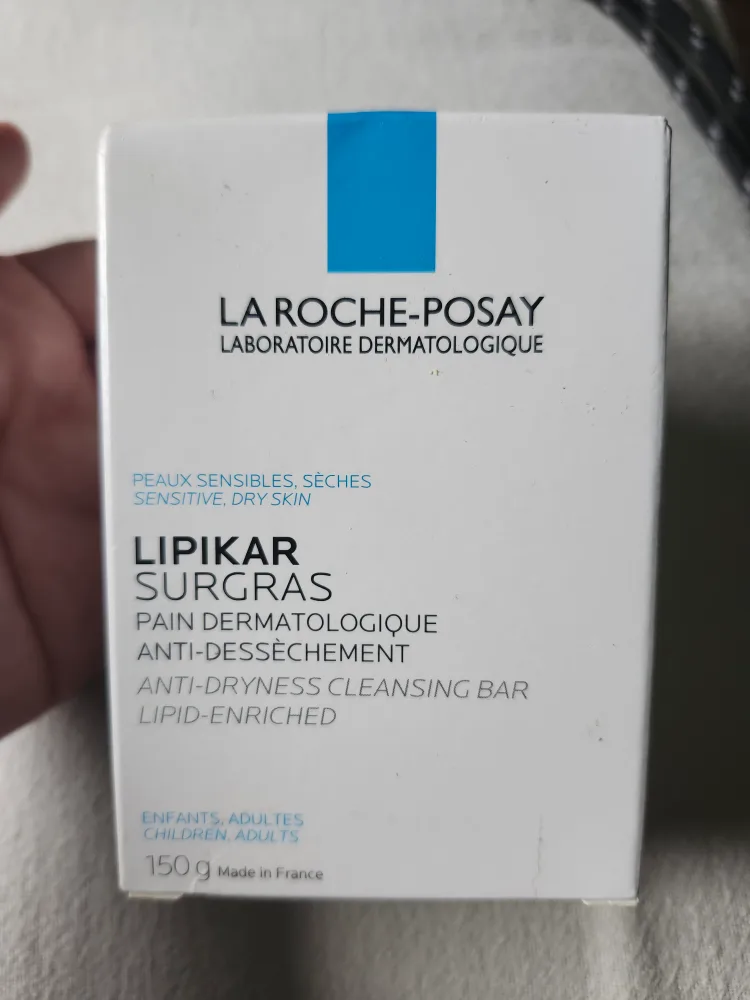 LA ROCHE-POSAY
LABORATOIRE DERMATOLOGIQUE
PEAUX SENSIBLES, SÈCHES
SENSITIVE, DRY SKIN
LIPIKAR
SURGRAS
PAIN DERMATOLOGIQUE
ANTI-DESSÈCHEMENT
ANTI-DRYNESS CLEANSING BAR
LIPID-ENRICHED
ENFANTS, ADULTES
CHILDREN, ADULTS
150 g Made in France